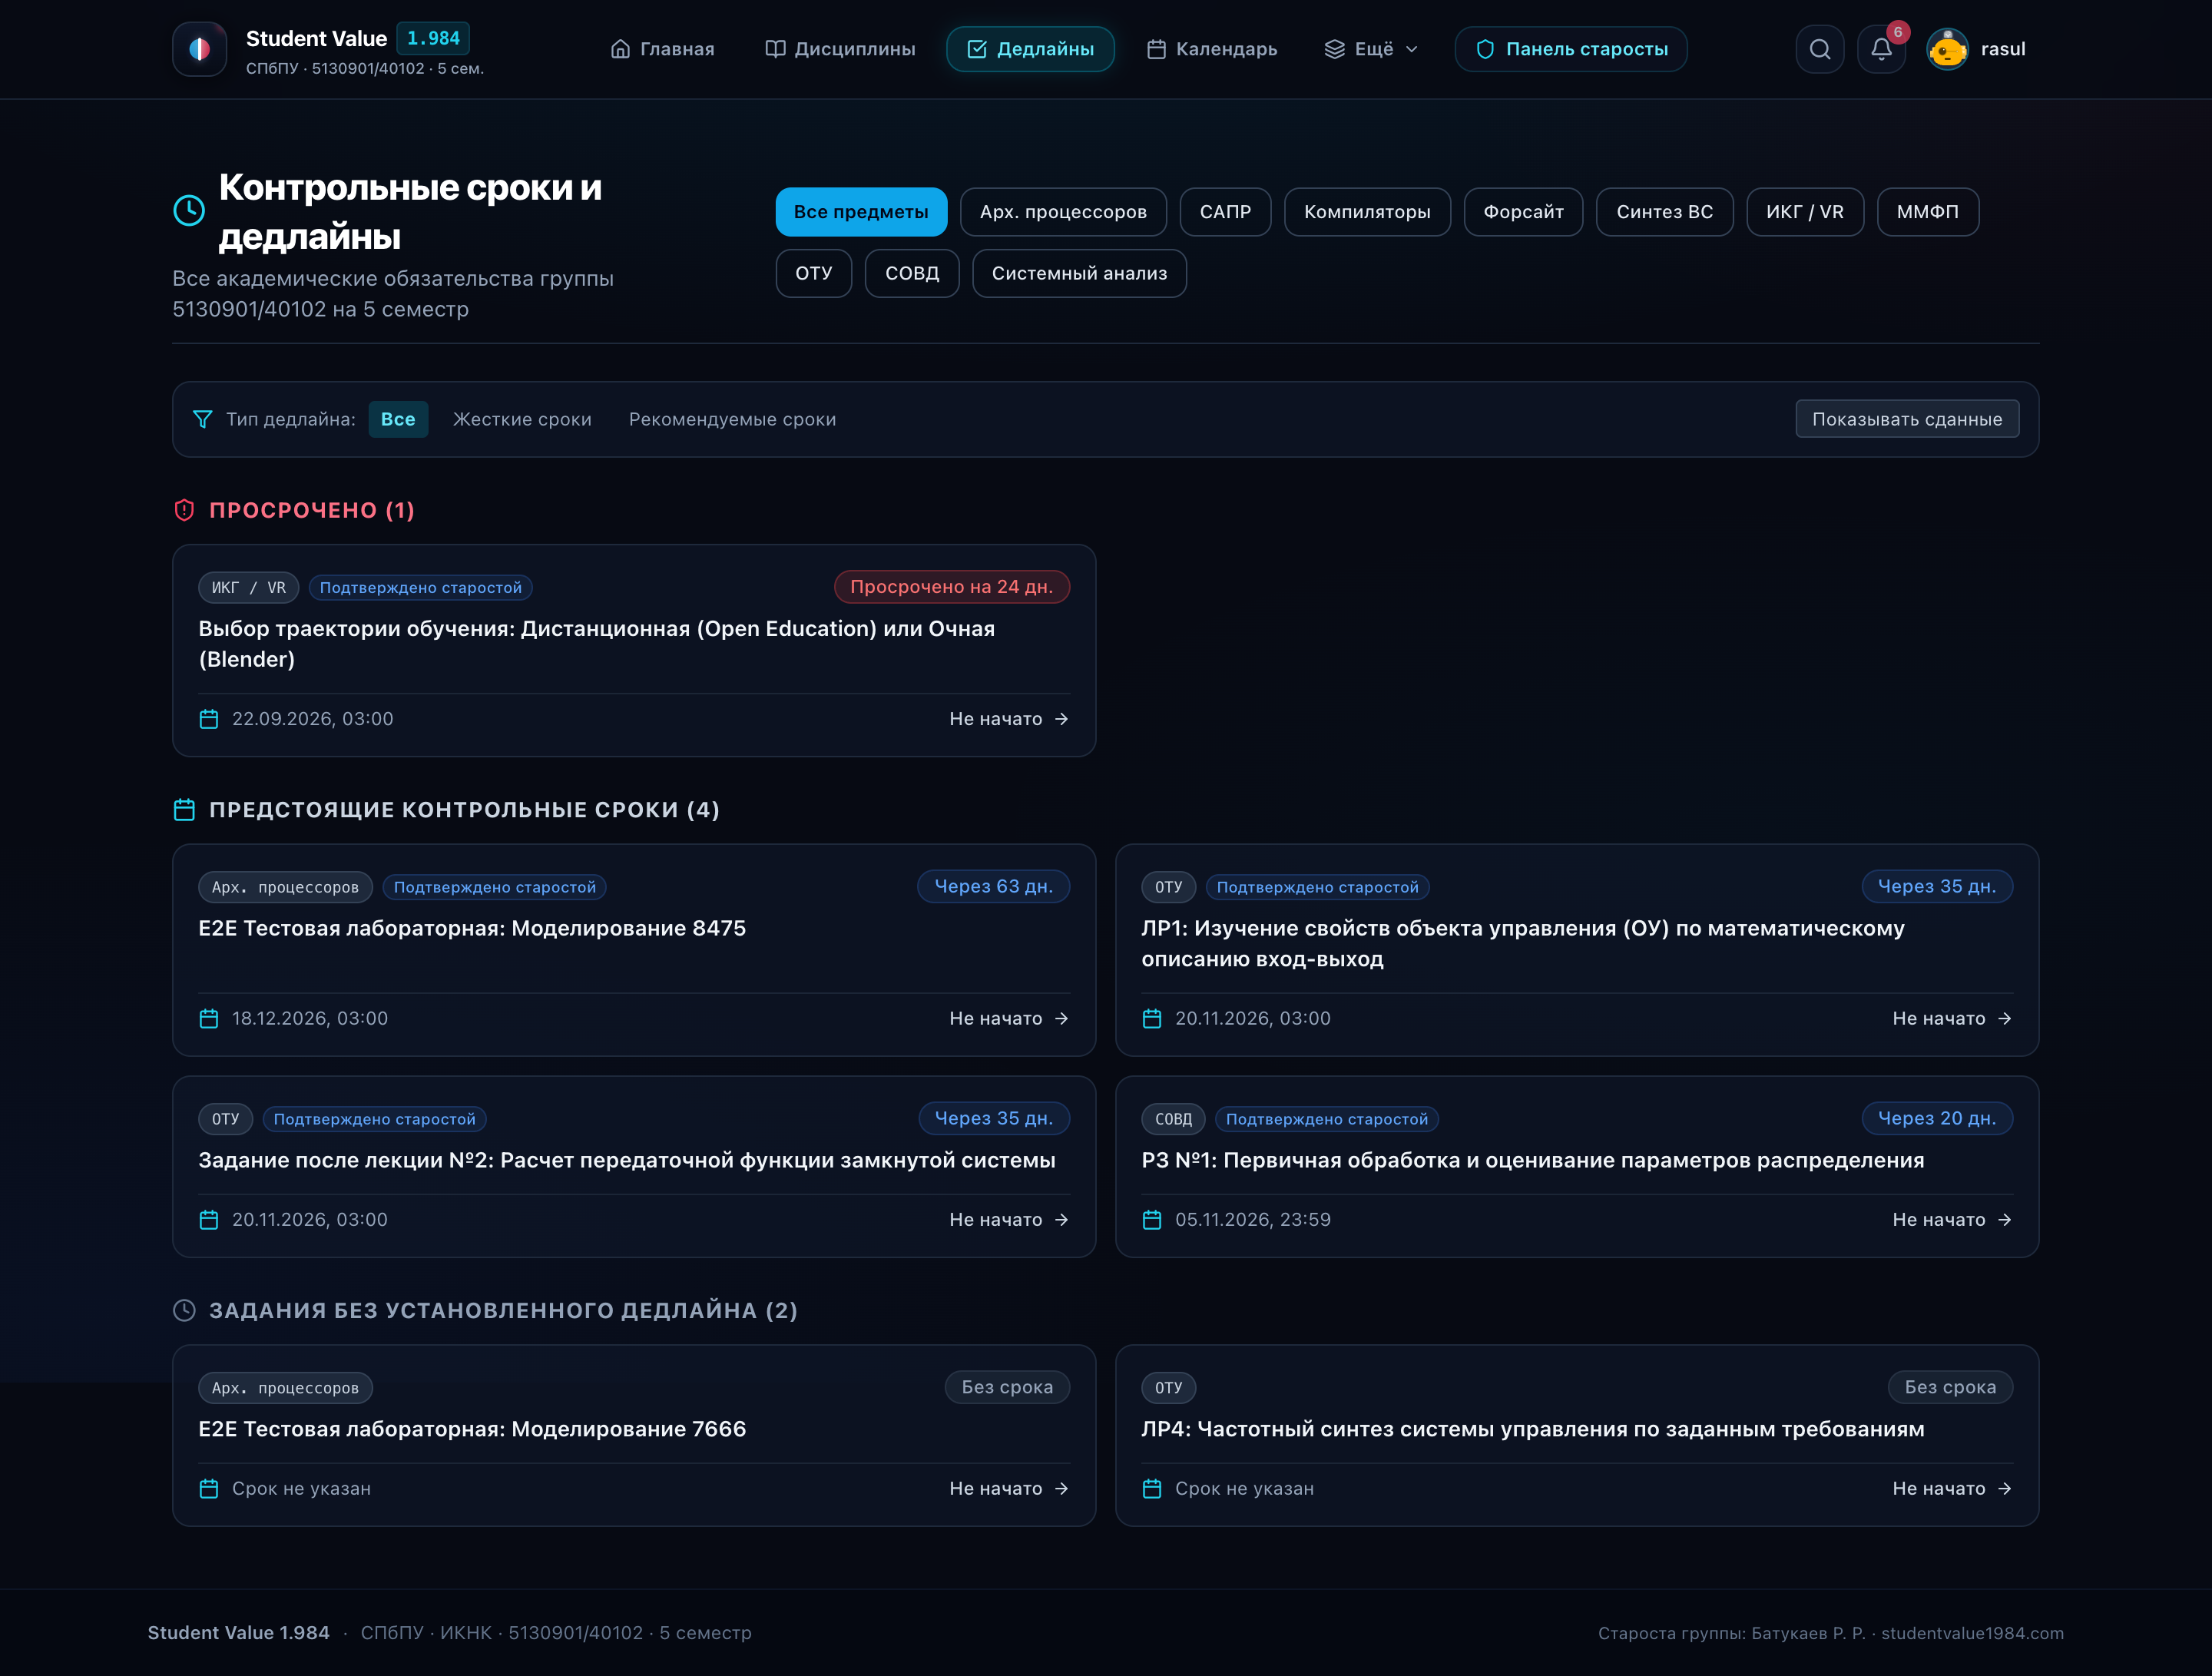 Student Value 1.984
СПбПУ · 5130901/40102 · 5 сем.
Главная
Дисциплины
Дедлайны
Календарь
Ещё
Панель старосты
6
rasul
Контрольные сроки и
дедлайны
Все академические обязательства группы
5130901/40102 на 5 семестр
Все предметы
Арх. процессоров
САПР
Компиляторы
Форсайт
Синтез ВС
ИКГ / VR
ММФП
ОТУ
СОВД
Системный анализ
Тип дедлайна:
Все
Жесткие сроки
Рекомендуемые сроки
Показывать сданные
ПРОСРОЧЕНО (1)
ИКГ / VR
Подтверждено старостой
Просрочено на 24 дн.
Выбор траектории обучения: Дистанционная (Open Education) или Очная
(Blender)
22.09.2026, 03:00
Не начато →
ПРЕДСТОЯЩИЕ КОНТРОЛЬНЫЕ СРОКИ (4)
Арх. процессоров
Подтверждено старостой
Через 63 дн.
E2E Тестовая лабораторная: Моделирование 8475
18.12.2026, 03:00
Не начато →
ОТУ
Подтверждено старостой
Через 35 дн.
ЛР1: Изучение свойств объекта управления (ОУ) по математическому
описанию вход-выход
20.11.2026, 03:00
Не начато →
ОТУ
Подтверждено старостой
Через 35 дн.
Задание после лекции №2: Расчет передаточной функции замкнутой системы
20.11.2026, 03:00
Не начато →
СОВД
Подтверждено старостой
Через 20 дн.
РЗ №1: Первичная обработка и оценивание параметров распределения
05.11.2026, 23:59
Не начато →
ЗАДАНИЯ БЕЗ УСТАНОВЛЕННОГО ДЕДЛАЙНА (2)
Арх. процессоров
Без срока
E2E Тестовая лабораторная: Моделирование 7666
Срок не указан
Не начато →
ОТУ
Без срока
ЛР4: Частотный синтез системы управления по заданным требованиям
Срок не указан
Не начато →
Student Value 1.984 · СПбПУ · ИКНК · 5130901/40102 · 5 семестр
Староста группы: Батукаев Р. Р. · studentvalue1984.com